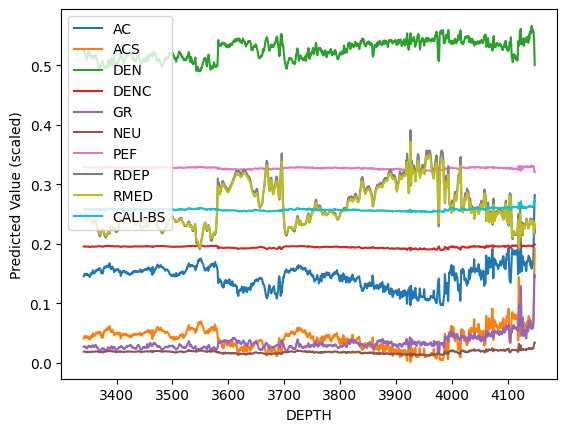 Predicted Value (scaled)
0.5
0.4
0.3
0.2
0.1
0.0
AC
ACS
DEN
DENC
GR
NEU
PEF
RDEP
RMED
CALI-BS
3400 3500 3600 3700 3800 3900 4000 4100
DEPTH